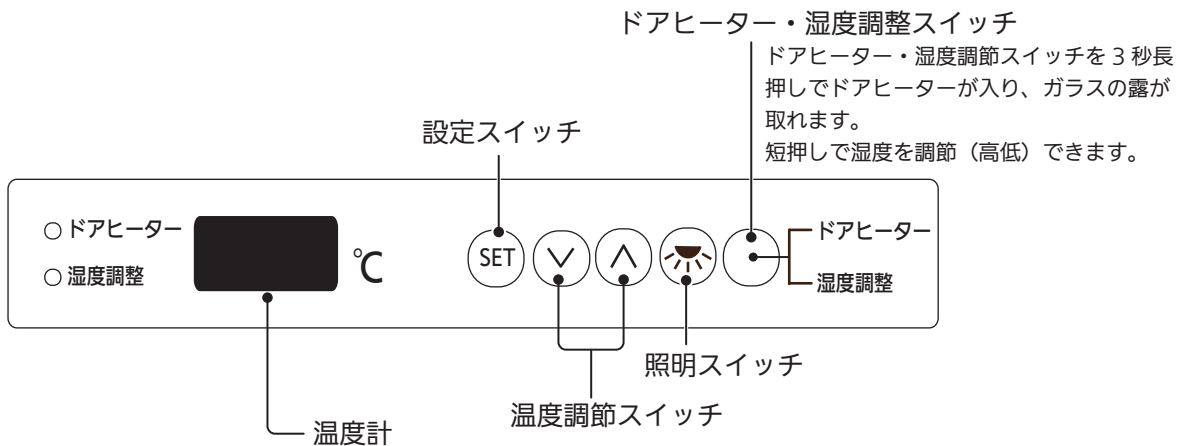 ドアヒーター・湿度調整スイッチ
ドアヒーター・湿度調節スイッチを3秒長
押しでドアヒーターが入り、ガラスの露が
取れます。
短押しで湿度を調節（高低）できます。
設定スイッチ
ドアヒーター
湿度調整
℃
SET
ドアヒーター
湿度調整
照明スイッチ
温度調節スイッチ
温度計